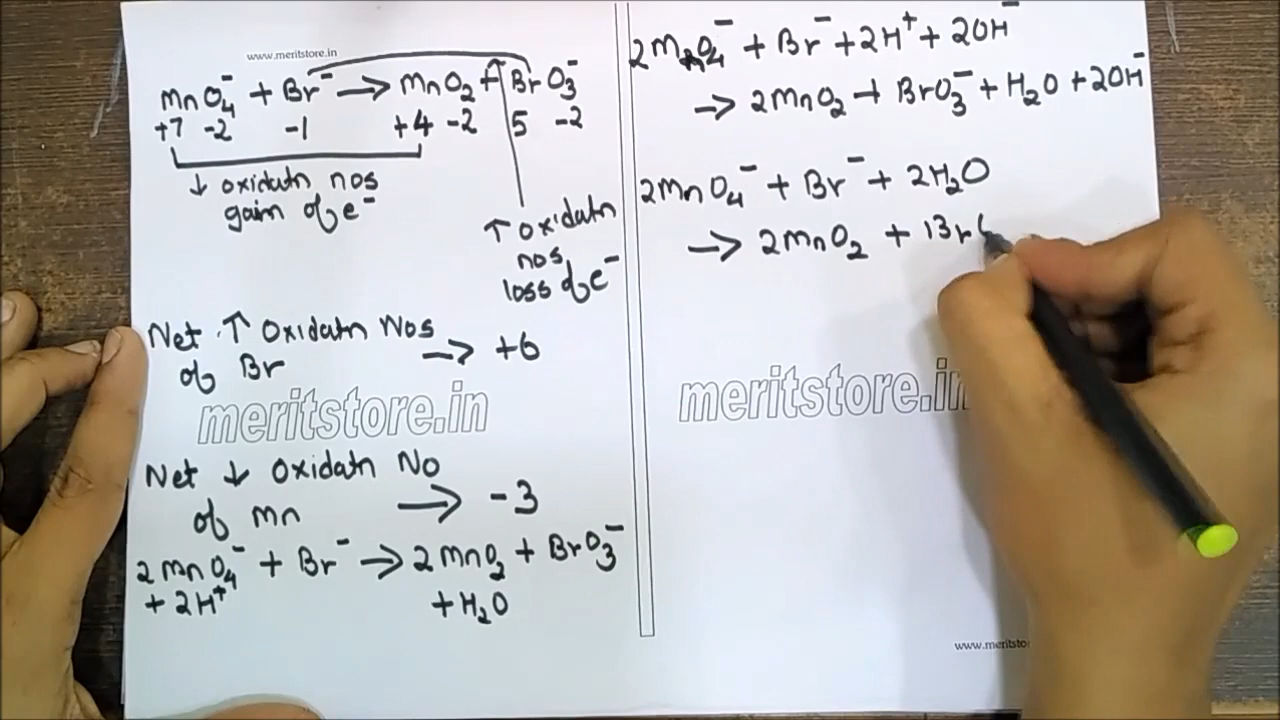 www.meritstore.in
MnO₄⁻ + Br⁻ → MnO₂ + BrO₃⁻
+7 -2 -1 +4 -2 5 -2
↓ oxidatn nos
gain of e⁻
↑ oxidatn
nos
loss of e⁻
Net ↑ Oxidatn Nos
of Br → +6
meritstore.in
Net ↓ Oxidatn No
of Mn → -3
2MnO₄⁻ + Br⁻ → 2MnO₂ + BrO₃⁻
+ 2H⁺ + H₂O
2MnO₄⁻ + Br⁻ + 2H⁺ + 2OH⁻
→ 2MnO₂ + BrO₃⁻ + H₂O + 2OH⁻
2MnO₄⁻ + Br⁻ + 2H₂O
→ 2MnO₂ + Br
meritstore.in
www.meritsto